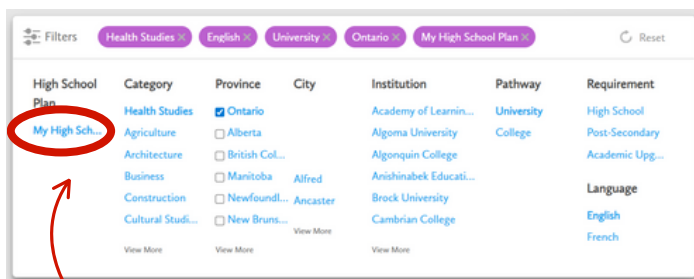 Filters Health Studies × English × University × Ontario × My High School Plan × Reset
High School Plan
My High Sch...
Category
Health Studies
Agriculture
Architecture
Business
Construction
Cultural Studi...
View More
Province
Ontario
Alberta
British Col...
Manitoba
Newfoundl...
New Bruns...
View More
City
Alfred
Ancaster
View More
Institution
Academy of Learnin...
Algoma University
Algonquin College
Anishinabek Educati...
Brock University
Cambrian College
View More
Pathway
University
College
Requirement
High School
Post-Secondary
Academic Upg...
Language
English
French